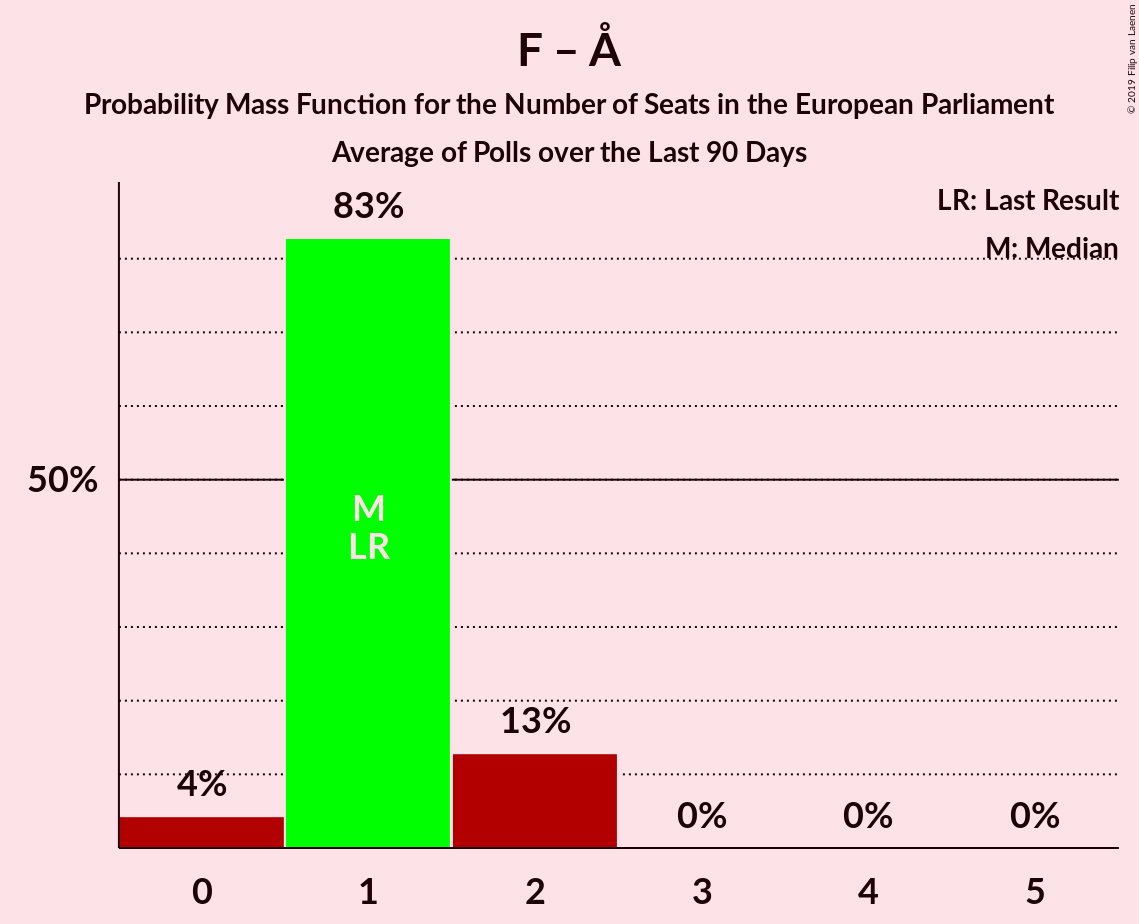 F – Å
Probability Mass Function for the Number of Seats in the European Parliament
Average of Polls over the Last 90 Days
© 2019 Filip van Laenen
LR: Last Result
M: Median
83%
50%
M
LR
13%
4%
0%
0%
0%
0
1
2
3
4
5